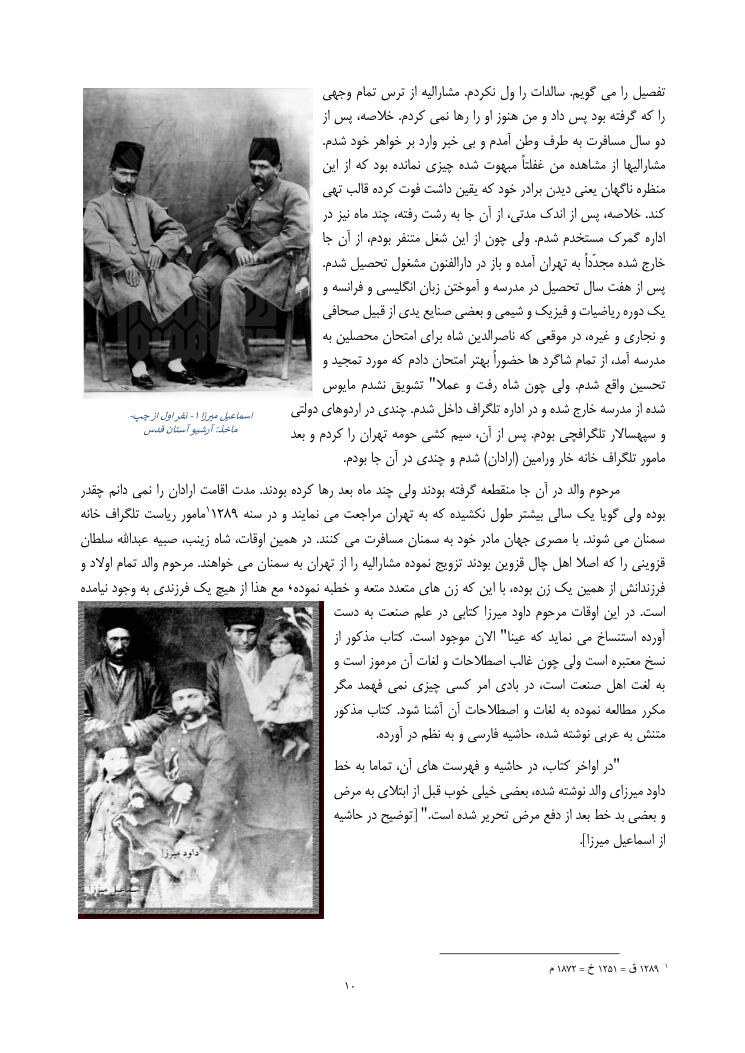 تفصیل را می گویم. سالدات را ول نکردم. مشارالیه از ترس تمام وجهی
را که گرفته بود پس داد و من هنوز او را رها نمی کردم. خلاصه، پس از
دو سال مسافرت به طرف وطن آمدم و بی خبر وارد بر خواهر خود شدم.
مشارالیها از مشاهده من غفلتاً مبهوت شده چیزی نمانده بود که از این
منظره ناگهان یعنی دیدن برادر خود که یقین داشت فوت کرده قالب تهی
کند. خلاصه، پس از اندک مدتی، از آن جا به رشت رفته، چند ماه نیز در
اداره گمرک مستخدم شدم. ولی چون از این شغل متنفر بودم، از آن جا
خارج شده مجدّداً به تهران آمده و باز در دارالفنون مشغول تحصیل شدم.
پس از هفت سال تحصیل در مدرسه و آموختن زبان انگلیسی و فرانسه و
یک دوره ریاضیات و فیزیک و شیمی و بعضی صنایع یدی از قبیل صحافی
و نجاری و غیره، در موقعی که ناصرالدین شاه برای امتحان محصلین به
مدرسه آمد، از تمام شاگرد ها حضوراً بهتر امتحان دادم که مورد تمجید و
تحسین واقع شدم. ولی چون شاه رفت و عملا" تشویق نشدم مایوس
شده از مدرسه خارج شده و در اداره تلگراف داخل شدم. چندی در اردوهای دولتی
و سپهسالار تلگرافچی بودم. پس از آن، سیم کشی حومه تهران را کردم و بعد
مامور تلگراف خانه خار ورامین (ارادان) شدم و چندی در آن جا بودم.
اسماعیل میرزا ۱- نفر اول از چپ-
ماخذ: آرشیو آستان قدس
مرحوم والد در آن جا منقطعه گرفته بودند ولی چند ماه بعد رها کرده بودند. مدت اقامت ارادان را نمی دانم چقدر
بوده ولی گویا یک سالی بیشتر طول نکشیده که به تهران مراجعت می نمایند و در سنه ۱۲۸۹¹مامور ریاست تلگراف خانه
سمنان می شوند. با مصری جهان مادر خود به سمنان مسافرت می کنند. در همین اوقات، شاه زینب، صبیه عبدالله سلطان
قزوینی را که اصلا اهل چال قزوین بودند تزویج نموده مشارالیه را از تهران به سمنان می خواهند. مرحوم والد تمام اولاد و
فرزندانش از همین یک زن بوده، با این که زن های متعدد متعه و خطبه نموده، مع هذا از هیچ یک فرزندی به وجود نیامده
است. در این اوقات مرحوم داود میرزا کتابی در علم صنعت به دست
آورده استنساخ می نماید که عینا" الان موجود است. کتاب مذکور از
نسخ معتبره است ولی چون غالب اصطلاحات و لغات آن مرموز است و
به لغت اهل صنعت است، در بادی امر کسی چیزی نمی فهمد مگر
مکرر مطالعه نموده به لغات و اصطلاحات آن آشنا شود. کتاب مذکور
متنش به عربی نوشته شده، حاشیه فارسی و به نظم در آورده.
"در اواخر کتاب، در حاشیه و فهرست های آن، تماما به خط
داود میرزای والد نوشته شده، بعضی خیلی خوب قبل از ابتلای به مرض
و بعضی بد خط بعد از دفع مرض تحریر شده است." [توضیح در حاشیه
از اسماعیل میرزا].
داود میرزا
اسماعیل میرزا
¹ ۱۲۸۹ ق = ۱۲۵۱ خ = ۱۸۷۲ م
۱۰